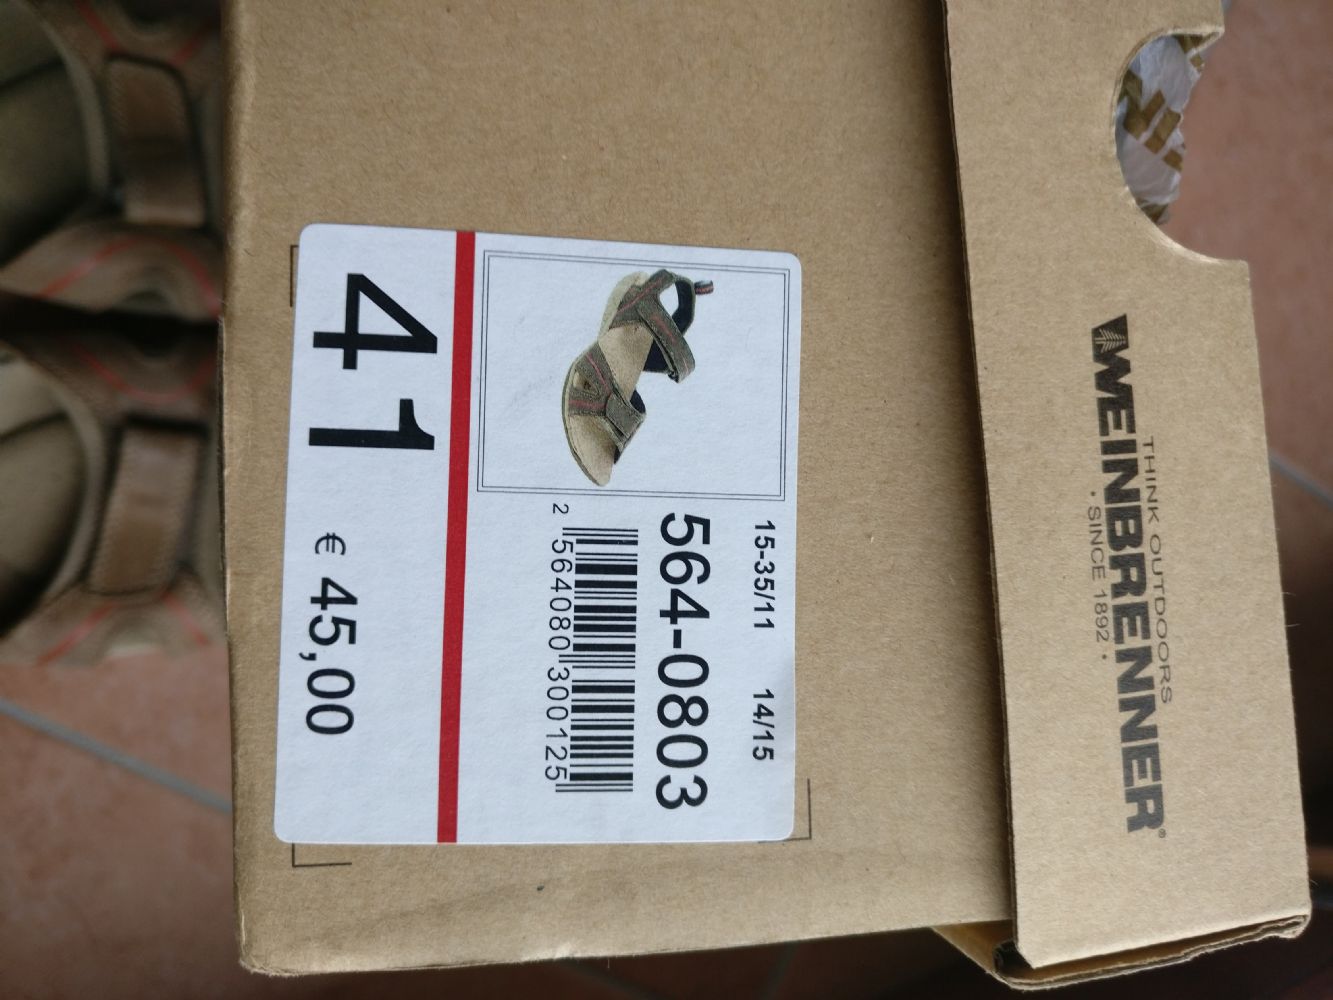 WEINBRENNER®
THINK OUTDOORS
• SINCE 1892 •
15-35/11 14/15
564-0803
2 564080 300125
41 € 45,00